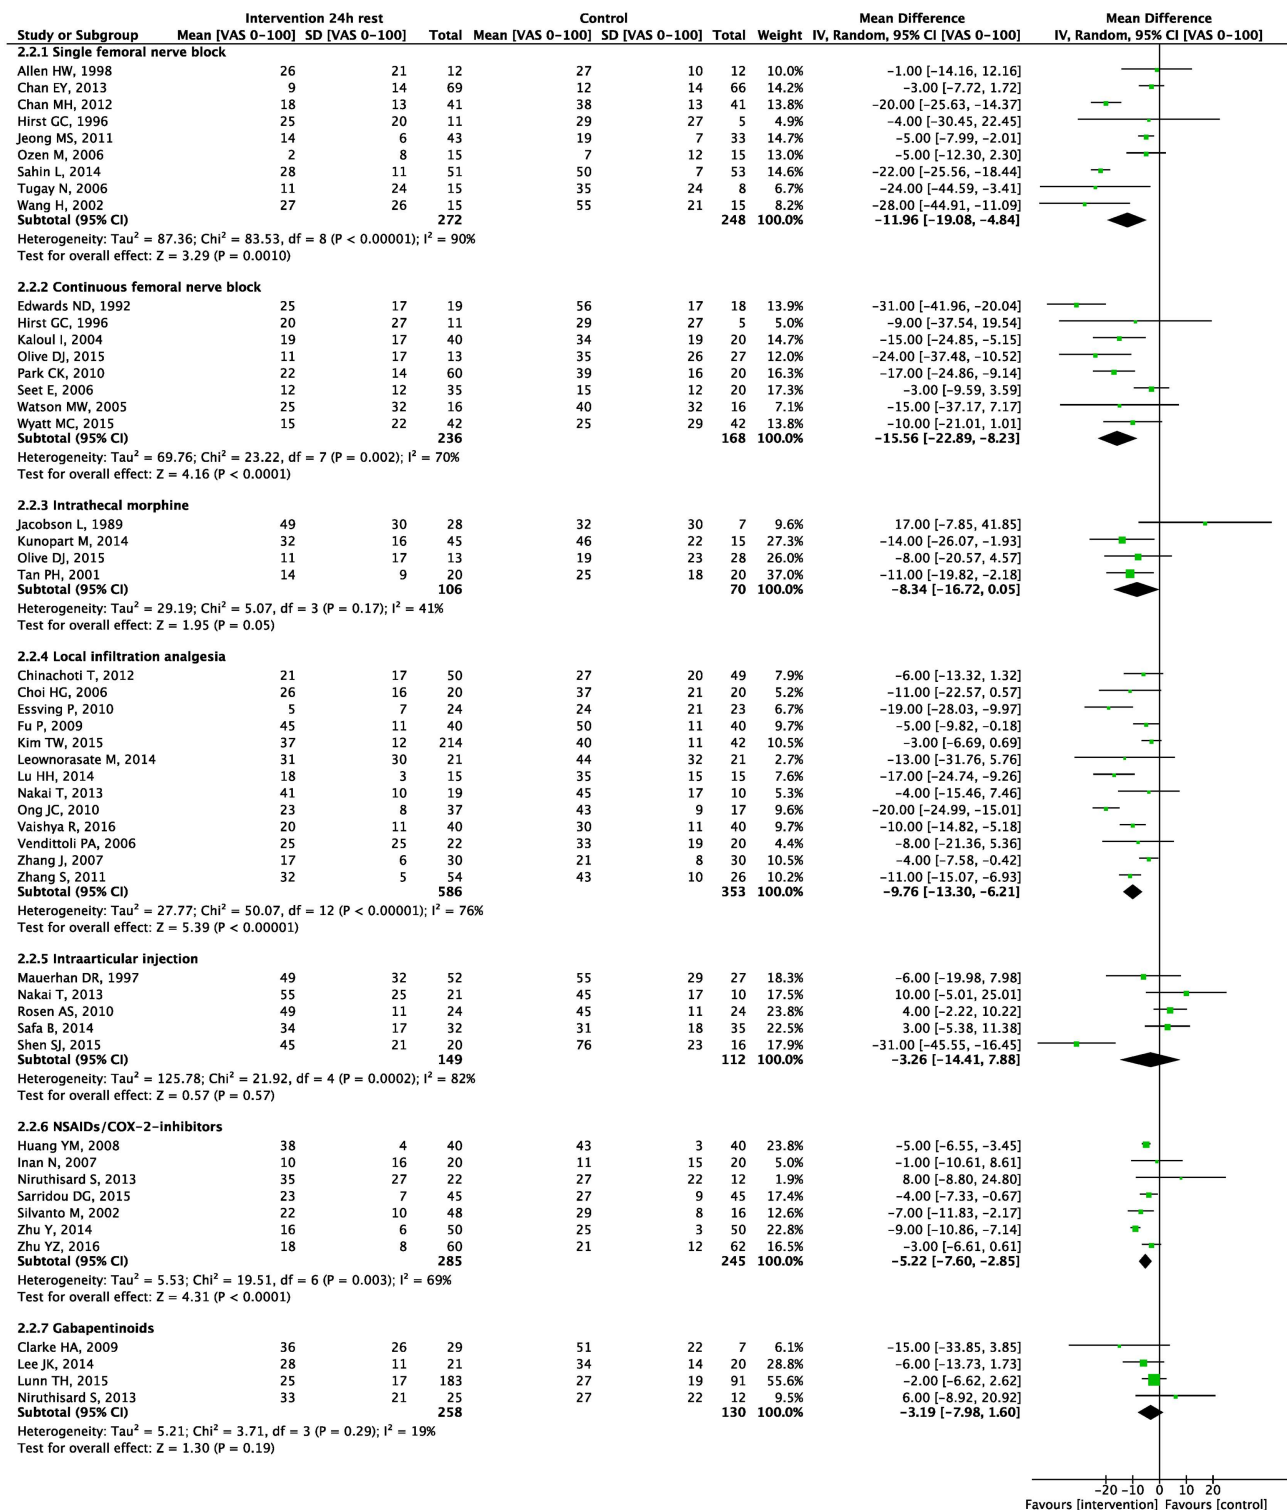 Intervention 24h rest Control Mean Difference Mean Difference
Study or Subgroup Mean [VAS 0-100] SD [VAS 0-100] Total Mean [VAS 0-100] SD [VAS 0-100] Total Weight IV, Random, 95% CI [VAS 0-100] IV, Random, 95% CI [VAS 0-100]
2.2.1 Single femoral nerve block
Allen HW, 1998 26 21 12 27 10 12 10.0% -1.00 [-14.16, 12.16]
Chan EY, 2013 9 14 69 12 14 66 14.2% -3.00 [-7.72, 1.72]
Chan MH, 2012 18 13 41 38 13 41 13.8% -20.00 [-25.63, -14.37]
Hirst GC, 1996 25 20 11 29 27 5 4.9% -4.00 [-30.45, 22.45]
Jeong MS, 2011 14 6 43 19 7 33 14.7% -5.00 [-7.99, -2.01]
Ozen M, 2006 2 8 15 7 12 15 13.0% -5.00 [-12.30, 2.30]
Sahin L, 2014 28 11 51 50 7 53 14.6% -22.00 [-25.56, -18.44]
Tugay N, 2006 11 24 15 35 24 8 6.7% -24.00 [-44.59, -3.41]
Wang H, 2002 27 26 15 55 21 15 8.2% -28.00 [-44.91, -11.09]
Subtotal (95% CI) 272 248 100.0% -11.96 [-19.08, -4.84]
Heterogeneity: Tau² = 87.36; Chi² = 83.53, df = 8 (P < 0.00001); I² = 90%
Test for overall effect: Z = 3.29 (P = 0.0010)
2.2.2 Continuous femoral nerve block
Edwards ND, 1992 25 17 19 56 17 18 13.9% -31.00 [-41.96, -20.04]
Hirst GC, 1996 20 27 11 29 27 5 5.0% -9.00 [-37.54, 19.54]
Kaloul I, 2004 19 17 40 34 19 20 14.7% -15.00 [-24.85, -5.15]
Olive DJ, 2015 11 17 13 35 26 27 12.0% -24.00 [-37.48, -10.52]
Park CK, 2010 22 14 60 39 16 20 16.3% -17.00 [-24.86, -9.14]
Seet E, 2006 12 12 35 15 12 20 17.3% -3.00 [-9.59, 3.59]
Watson MW, 2005 25 32 16 40 32 16 7.1% -15.00 [-37.17, 7.17]
Wyatt MC, 2015 15 22 42 25 29 42 13.8% -10.00 [-21.01, 1.01]
Subtotal (95% CI) 236 168 100.0% -15.56 [-22.89, -8.23]
Heterogeneity: Tau² = 69.76; Chi² = 23.22, df = 7 (P = 0.002); I² = 70%
Test for overall effect: Z = 4.16 (P < 0.0001)
2.2.3 Intrathecal morphine
Jacobson L, 1989 49 30 28 32 30 7 9.6% 17.00 [-7.85, 41.85]
Kunopart M, 2014 32 16 45 46 22 15 27.3% -14.00 [-26.07, -1.93]
Olive DJ, 2015 11 17 13 19 23 28 26.0% -8.00 [-20.57, 4.57]
Tan PH, 2001 14 9 20 25 18 20 37.0% -11.00 [-19.82, -2.18]
Subtotal (95% CI) 106 70 100.0% -8.34 [-16.72, 0.05]
Heterogeneity: Tau² = 29.19; Chi² = 5.07, df = 3 (P = 0.17); I² = 41%
Test for overall effect: Z = 1.95 (P = 0.05)
2.2.4 Local infiltration analgesia
Chinachoti T, 2012 21 17 50 27 20 49 7.9% -6.00 [-13.32, 1.32]
Choi HG, 2006 26 16 20 37 21 20 5.2% -11.00 [-22.57, 0.57]
Essving P, 2010 5 7 24 24 21 23 6.7% -19.00 [-28.03, -9.97]
Fu P, 2009 45 11 40 50 11 40 9.7% -5.00 [-9.82, -0.18]
Kim TW, 2015 37 12 214 40 11 42 10.5% -3.00 [-6.69, 0.69]
Leownorasate M, 2014 31 30 21 44 32 21 2.7% -13.00 [-31.76, 5.76]
Lu HH, 2014 18 3 15 35 15 15 7.6% -17.00 [-24.74, -9.26]
Nakai T, 2013 41 10 19 45 17 10 5.3% -4.00 [-15.46, 7.46]
Ong JC, 2010 23 8 37 43 9 17 9.6% -20.00 [-24.99, -15.01]
Vaishya R, 2016 20 11 40 30 11 40 9.7% -10.00 [-14.82, -5.18]
Vendittoli PA, 2006 25 25 22 33 19 20 4.4% -8.00 [-21.36, 5.36]
Zhang J, 2007 17 6 30 21 8 30 10.5% -4.00 [-7.58, -0.42]
Zhang S, 2011 32 5 54 43 10 26 10.2% -11.00 [-15.07, -6.93]
Subtotal (95% CI) 586 353 100.0% -9.76 [-13.30, -6.21]
Heterogeneity: Tau² = 27.77; Chi² = 50.07, df = 12 (P < 0.00001); I² = 76%
Test for overall effect: Z = 5.39 (P < 0.00001)
2.2.5 Intraarticular injection
Mauerhan DR, 1997 49 32 52 55 29 27 18.3% -6.00 [-19.98, 7.98]
Nakai T, 2013 55 25 21 45 17 10 17.5% 10.00 [-5.01, 25.01]
Rosen AS, 2010 49 11 24 45 11 24 23.8% 4.00 [-2.22, 10.22]
Safa B, 2014 34 17 32 31 18 35 22.5% 3.00 [-5.38, 11.38]
Shen SJ, 2015 45 21 20 76 23 16 17.9% -31.00 [-45.55, -16.45]
Subtotal (95% CI) 149 112 100.0% -3.26 [-14.41, 7.88]
Heterogeneity: Tau² = 125.78; Chi² = 21.92, df = 4 (P = 0.0002); I² = 82%
Test for overall effect: Z = 0.57 (P = 0.57)
2.2.6 NSAIDs/COX-2-inhibitors
Huang YM, 2008 38 4 40 43 3 40 23.8% -5.00 [-6.55, -3.45]
Inan N, 2007 10 16 20 11 15 20 5.0% -1.00 [-10.61, 8.61]
Niruthisard S, 2013 35 27 22 27 22 12 1.9% 8.00 [-8.80, 24.80]
Sarridou DG, 2015 23 7 45 27 9 45 17.4% -4.00 [-7.33, -0.67]
Silvanto M, 2002 22 10 48 29 8 16 12.6% -7.00 [-11.83, -2.17]
Zhu Y, 2014 16 6 50 25 3 50 22.8% -9.00 [-10.86, -7.14]
Zhu YZ, 2016 18 8 60 21 12 62 16.5% -3.00 [-6.61, 0.61]
Subtotal (95% CI) 285 245 100.0% -5.22 [-7.60, -2.85]
Heterogeneity: Tau² = 5.53; Chi² = 19.51, df = 6 (P = 0.003); I² = 69%
Test for overall effect: Z = 4.31 (P < 0.0001)
2.2.7 Gabapentinoids
Clarke HA, 2009 36 26 29 51 22 7 6.1% -15.00 [-33.85, 3.85]
Lee JK, 2014 28 11 21 34 14 20 28.8% -6.00 [-13.73, 1.73]
Lunn TH, 2015 25 17 183 27 19 91 55.6% -2.00 [-6.62, 2.62]
Niruthisard S, 2013 33 21 25 27 22 12 9.5% 6.00 [-8.92, 20.92]
Subtotal (95% CI) 258 130 100.0% -3.19 [-7.98, 1.60]
Heterogeneity: Tau² = 5.21; Chi² = 3.71, df = 3 (P = 0.29); I² = 19%
Test for overall effect: Z = 1.30 (P = 0.19)
-20 -10 0 10 20
Favours [intervention] Favours [control]